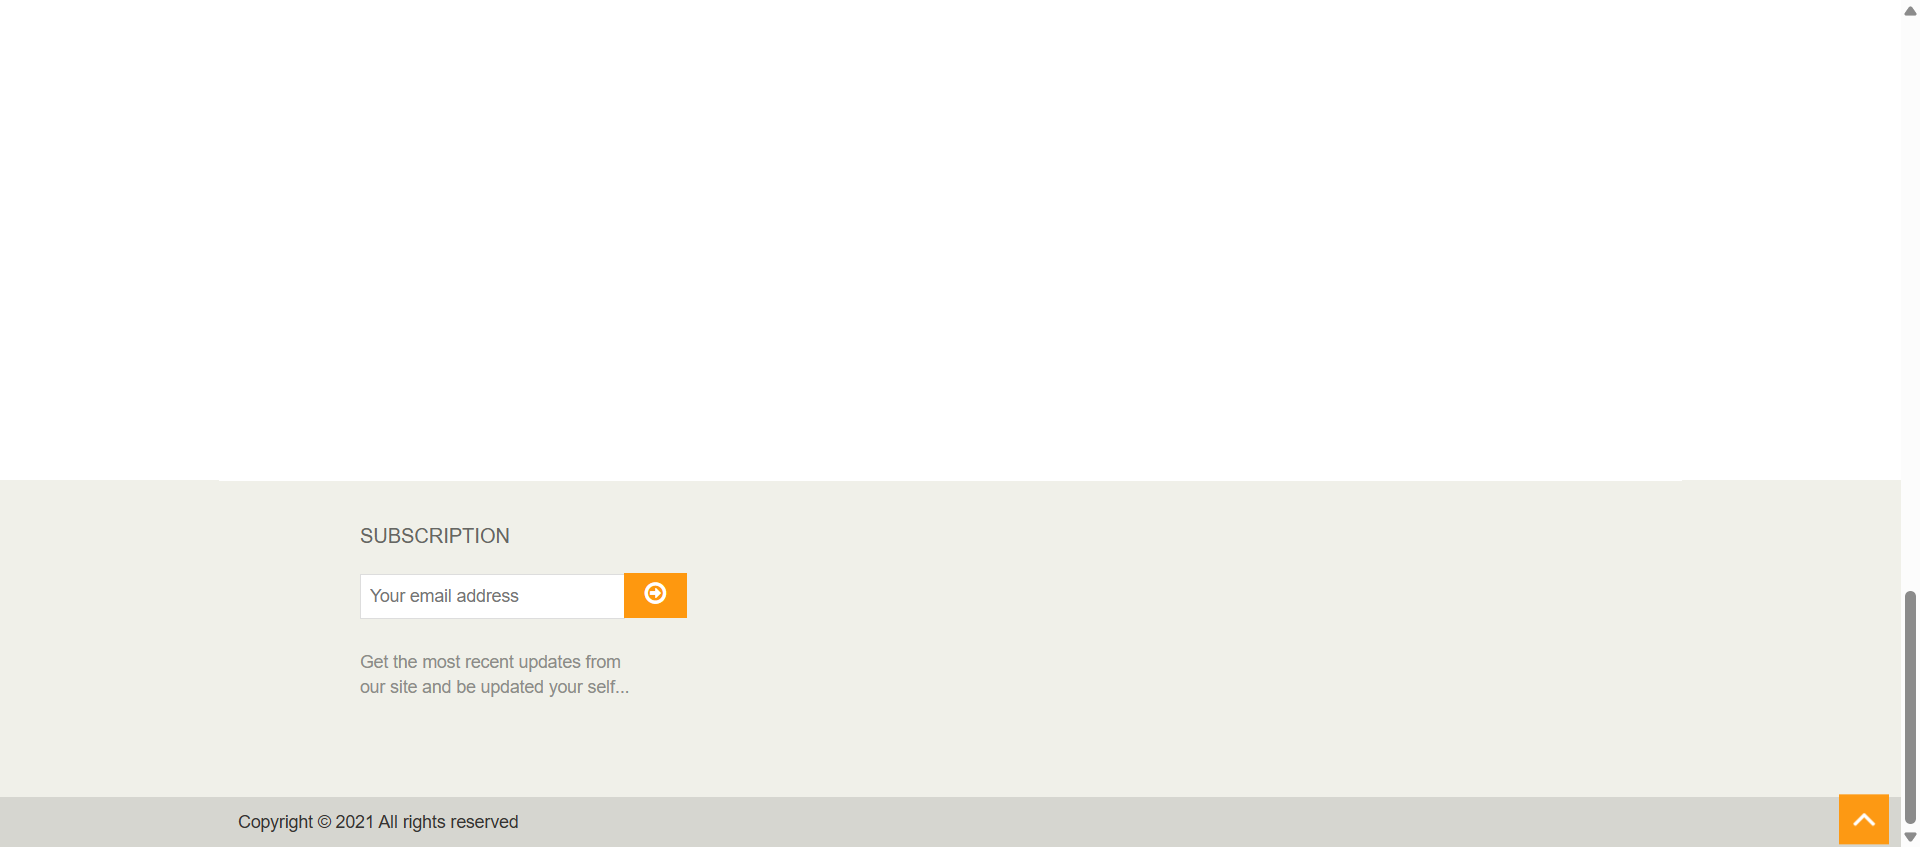 SUBSCRIPTION
Your email address
Get the most recent updates from
our site and be updated your self...
Copyright © 2021 All rights reserved